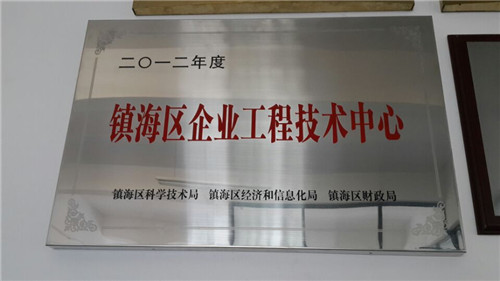 二〇一二年度
镇海区企业工程技术中心
镇海区科学技术局 镇海区经济和信息化局 镇海区财政局